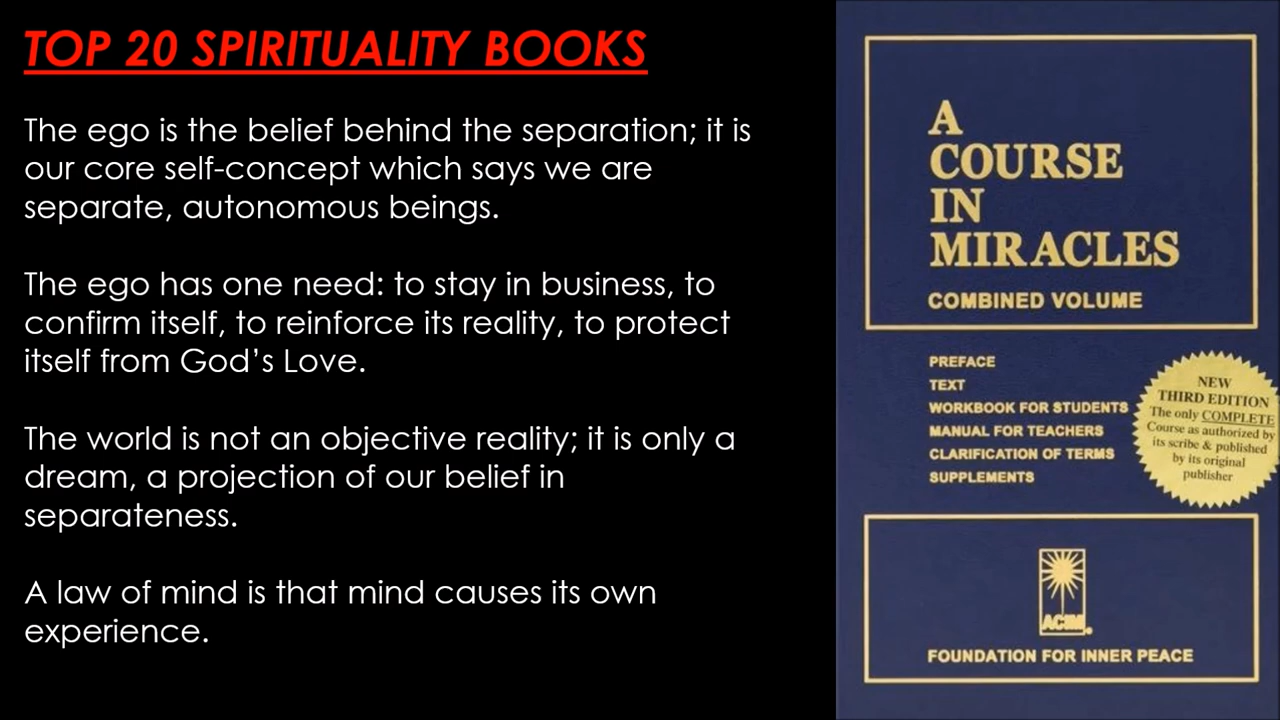 TOP 20 SPIRITUALITY BOOKS
The ego is the belief behind the separation; it is
our core self-concept which says we are
separate, autonomous beings.
The ego has one need: to stay in business, to
confirm itself, to reinforce its reality, to protect
itself from God’s Love.
The world is not an objective reality; it is only a
dream, a projection of our belief in
separateness.
A law of mind is that mind causes its own
experience.
A
COURSE
IN
MIRACLES
COMBINED VOLUME
PREFACE
TEXT
WORKBOOK FOR STUDENTS
MANUAL FOR TEACHERS
CLARIFICATION OF TERMS
SUPPLEMENTS
NEW
THIRD EDITION
The only COMPLETE
Course as authorized by
its scribe & published
by its original
publisher
ACIM®
FOUNDATION FOR INNER PEACE